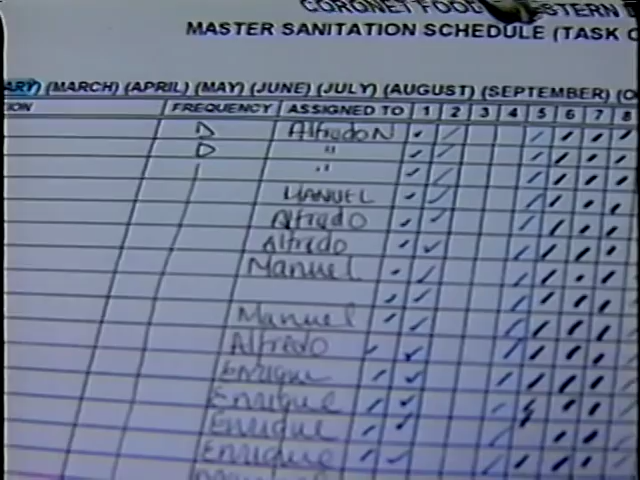 CORONET FOOD WESTERN
MASTER SANITATION SCHEDULE (TASK
(MARCH) (APRIL) (MAY) (JUNE) (JULY) (AUGUST) (SEPTEMBER)
FREQUENCY ASSIGNED TO 1 2 3 4 5 6 7 8
D Alfredo N
D "
"
MANUEL
Alfredo
Alfredo
Manuel
Manuel
Alfredo
Enrique
Enrique
Enrique
Enrique